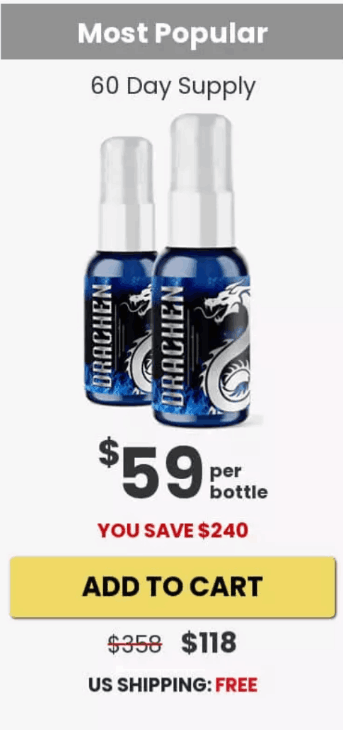 Most Popular
60 Day Supply
DRACHEN
DRACHEN
$59 per
bottle
YOU SAVE $240
ADD TO CART
$358 $118
US SHIPPING: FREE